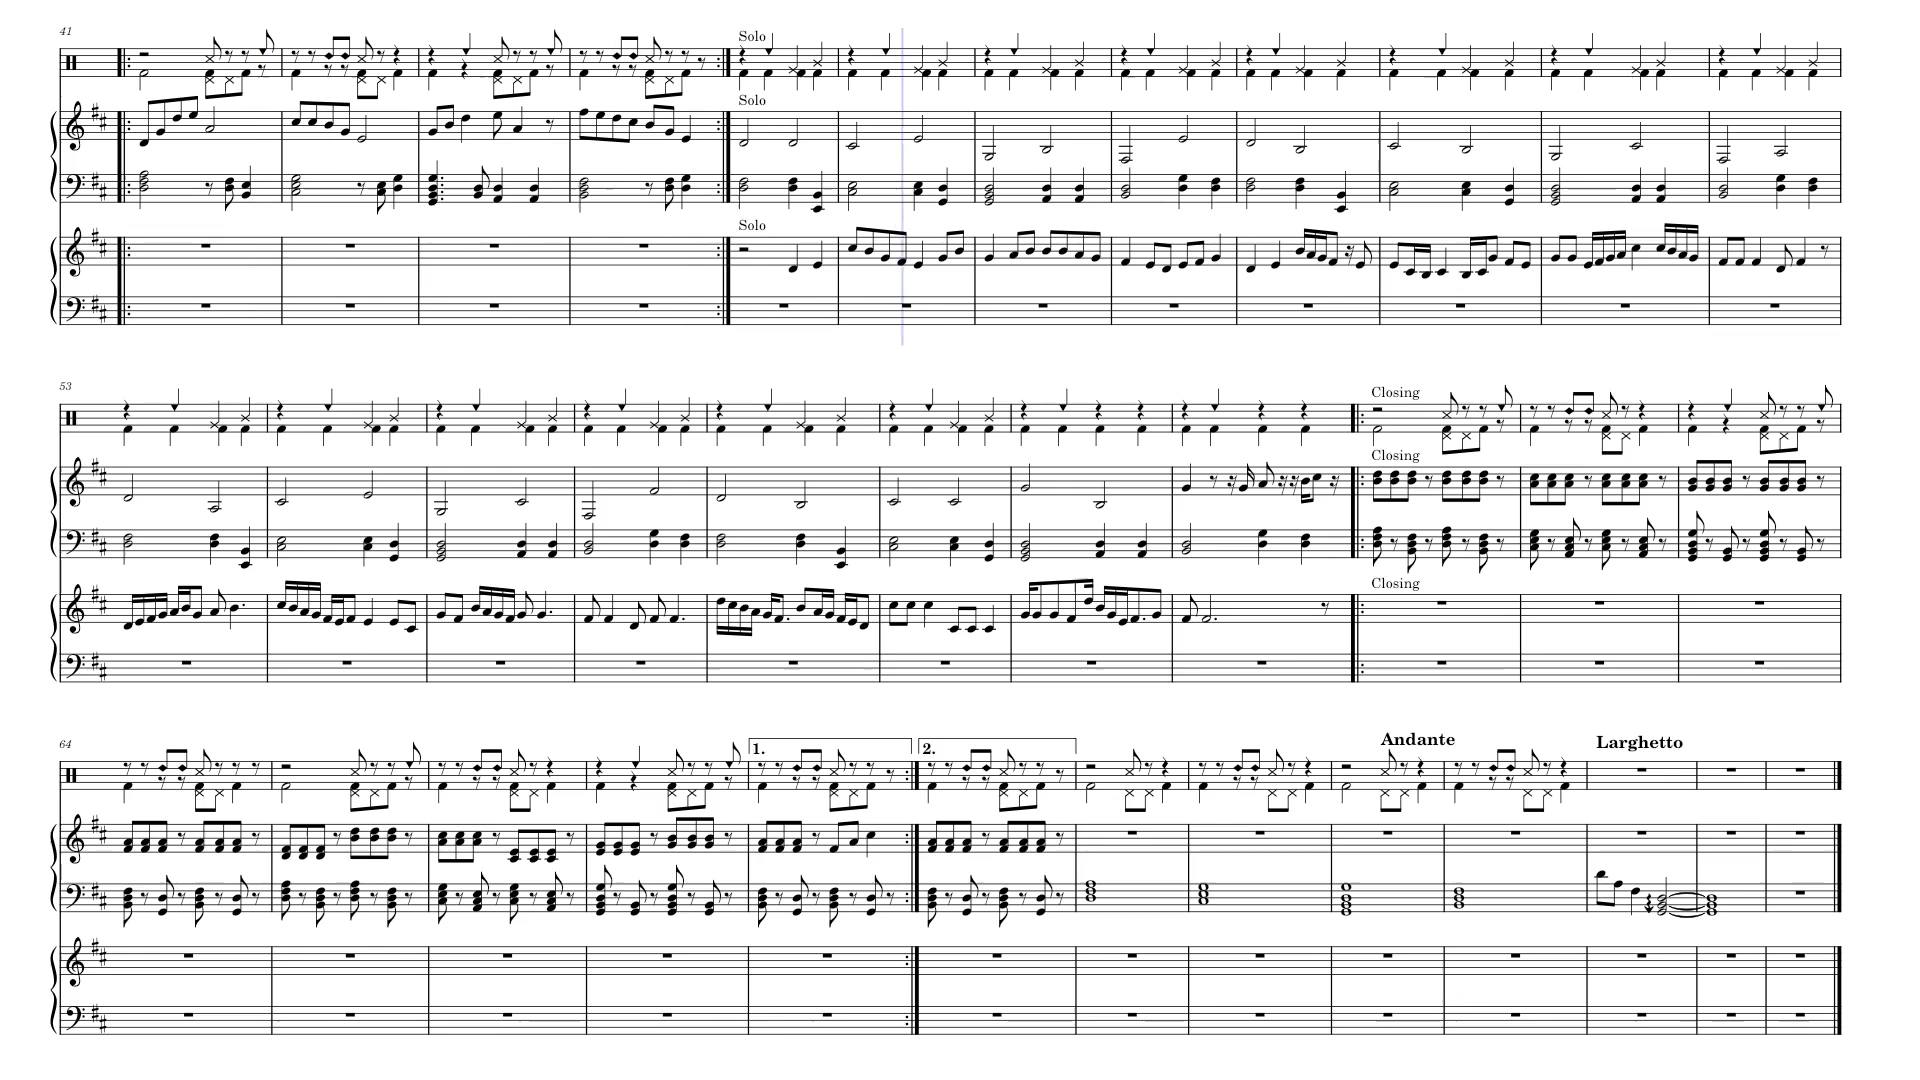 41
Solo
Solo
Solo
53
Closing
Closing
Closing
64
1.
2.
Andante
Larghetto